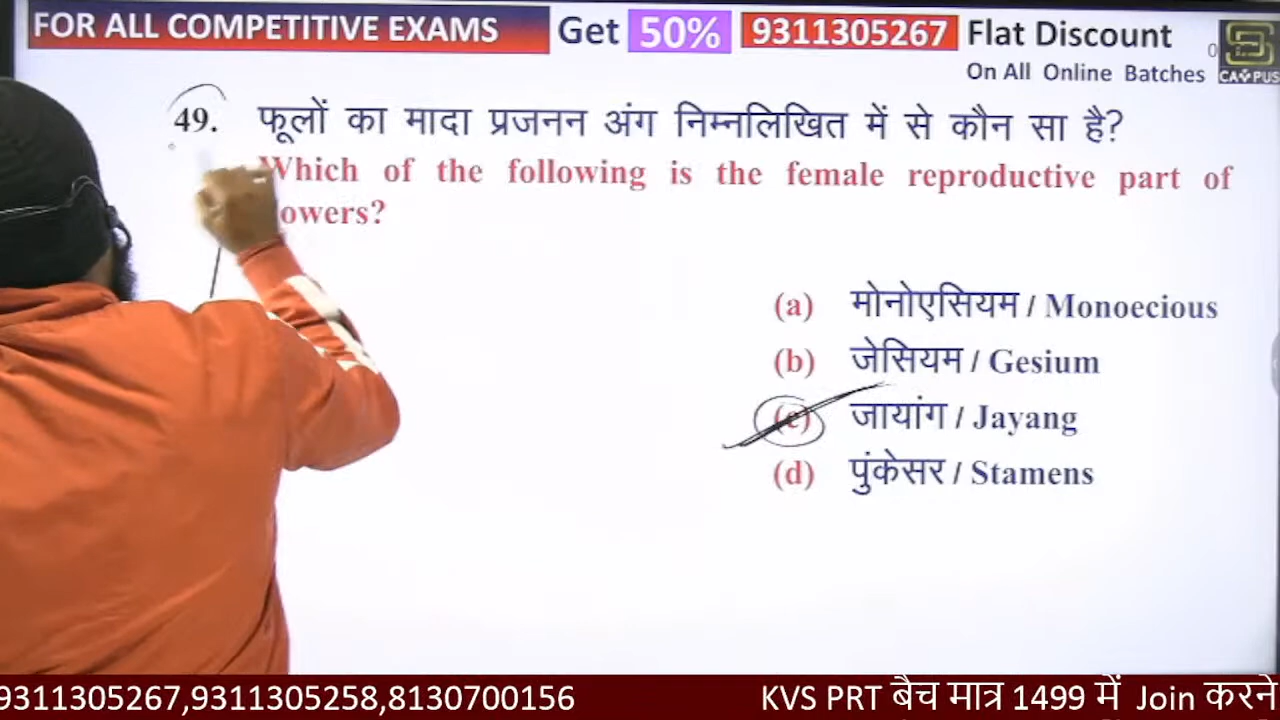 FOR ALL COMPETITIVE EXAMS Get 50% 9311305267 Flat Discount
On All Online Batches
CAMPUS
49. फूलों का मादा प्रजनन अंग निम्नलिखित में से कौन सा है?
Which of the following is the female reproductive part of
owers?
(a) मोनोएसियम / Monoecious
(b) जेसियम / Gesium
(c) जायांग / Jayang
(d) पुंकेसर / Stamens
9311305267,9311305258,8130700156 KVS PRT बैच मात्र 1499 में Join करने